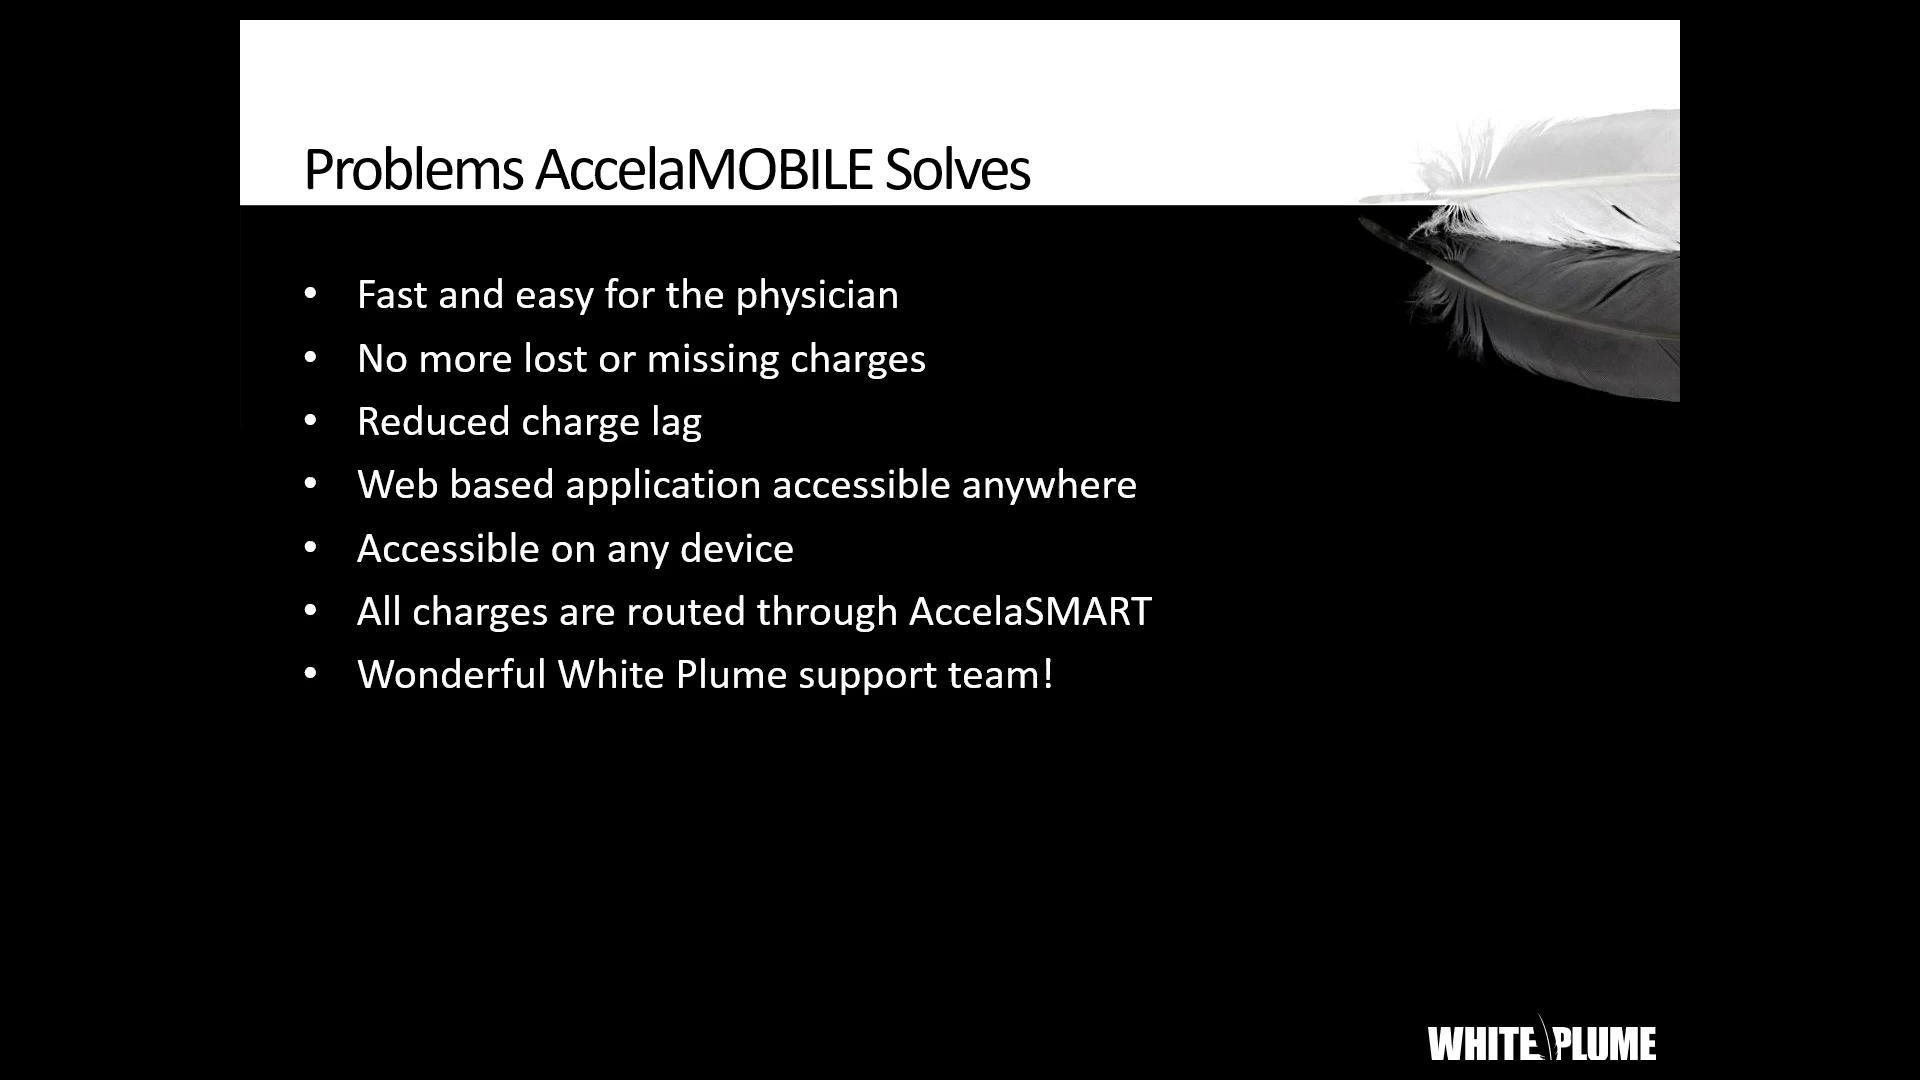 Problems AccelaMOBILE Solves
• Fast and easy for the physician
• No more lost or missing charges
• Reduced charge lag
• Web based application accessible anywhere
• Accessible on any device
• All charges are routed through AccelaSMART
• Wonderful White Plume support team!
WHITE PLUME